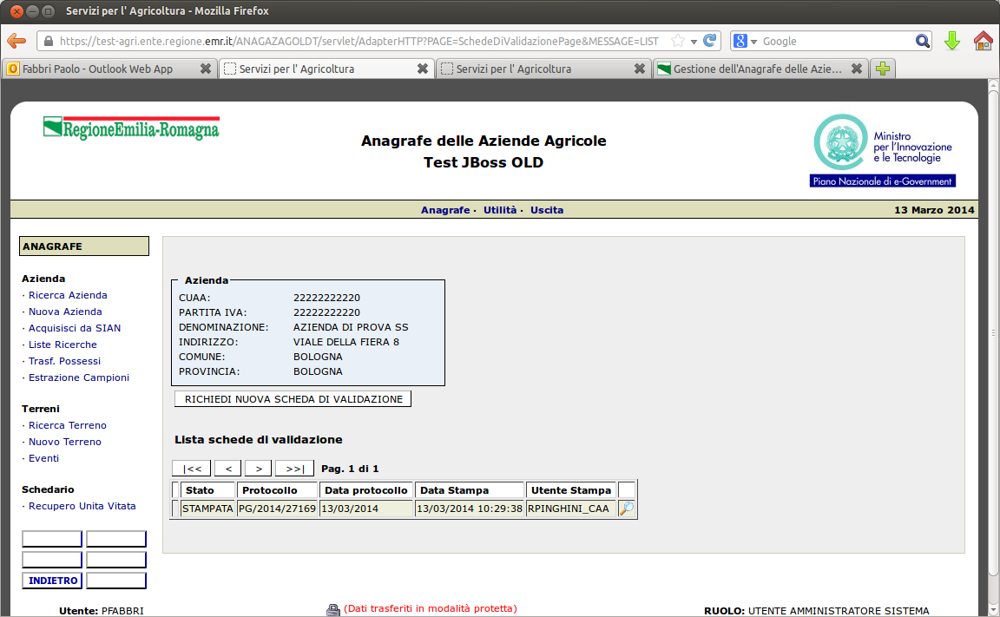 Servizi per l' Agricoltura - Mozilla Firefox
https://test-agri.ente.regione.emr.it/ANAGAZAGOLDT/servlet/AdapterHTTP?PAGE=SchedeDiValidazionePage&MESSAGE=LIST
Google
Fabbri Paolo - Outlook Web App
Servizi per l' Agricoltura
Servizi per l' Agricoltura
Gestione dell'Anagrafe delle Azie...
RegioneEmilia-Romagna
Anagrafe delle Aziende Agricole
Test JBoss OLD
Ministro
per l'Innovazione
e le Tecnologie
Piano Nazionale di e-Government
Anagrafe · Utilità · Uscita
13 Marzo 2014
ANAGRAFE
Azienda
· Ricerca Azienda
· Nuova Azienda
· Acquisisci da SIAN
· Liste Ricerche
· Trasf. Possessi
· Estrazione Campioni
Terreni
· Ricerca Terreno
· Nuovo Terreno
· Eventi
Schedario
· Recupero Unita Vitata
INDIETRO
Azienda
CUAA: 22222222220
PARTITA IVA: 22222222220
DENOMINAZIONE: AZIENDA DI PROVA SS
INDIRIZZO: VIALE DELLA FIERA 8
COMUNE: BOLOGNA
PROVINCIA: BOLOGNA
RICHIEDI NUOVA SCHEDA DI VALIDAZIONE
Lista schede di validazione
|<< < > >>| Pag. 1 di 1
Stato Protocollo Data protocollo Data Stampa Utente Stampa
STAMPATA PG/2014/27169 13/03/2014 13/03/2014 10:29:38 RPINGHINI_CAA
Utente: PFABBRI
(Dati trasferiti in modalità protetta)
RUOLO: UTENTE AMMINISTRATORE SISTEMA